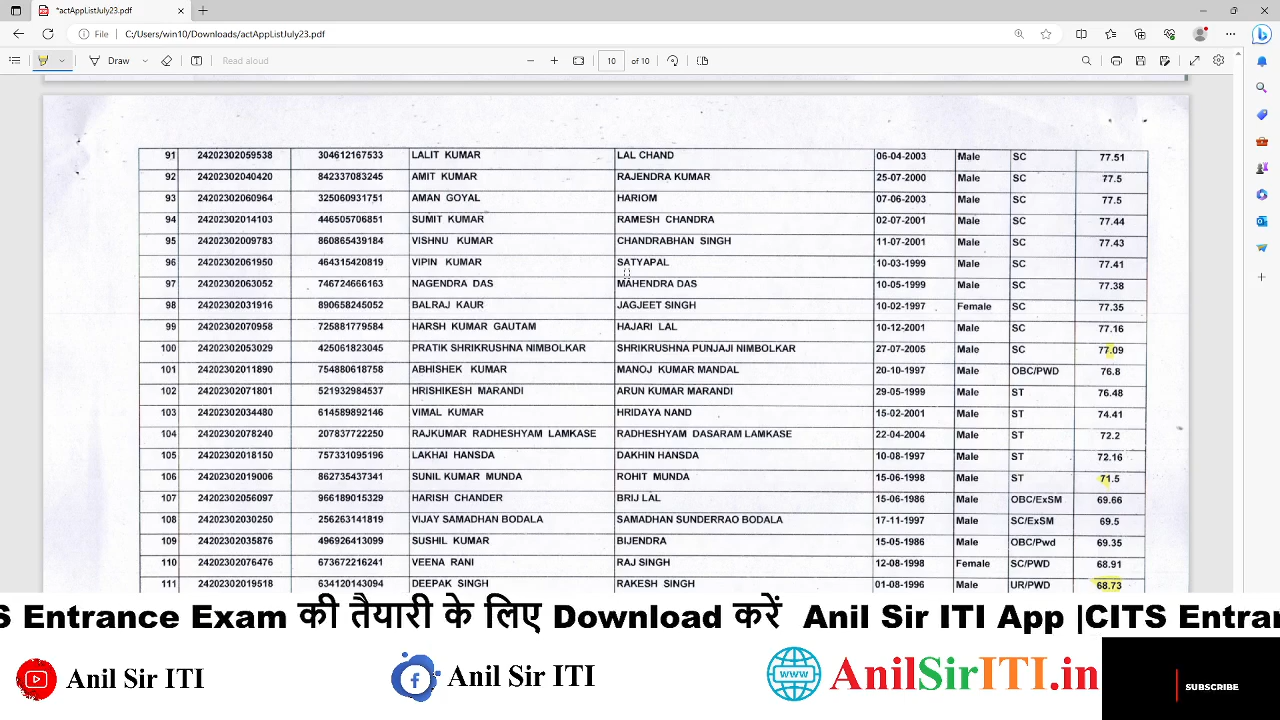 *actAppListJuly23.pdf
File C:/Users/win10/Downloads/actAppListJuly23.pdf
Draw Read aloud 10 of 10
91 24202302059538 304612167533 LALIT KUMAR LAL CHAND 06-04-2003 Male SC 77.51
92 24202302040420 842337083245 AMIT KUMAR RAJENDRA KUMAR 25-07-2000 Male SC 77.5
93 24202302060964 325060931751 AMAN GOYAL HARIOM 07-06-2003 Male SC 77.5
94 24202302014103 446505706851 SUMIT KUMAR RAMESH CHANDRA 02-07-2001 Male SC 77.44
95 24202302009783 860865439184 VISHNU KUMAR CHANDRABHAN SINGH 11-07-2001 Male SC 77.43
96 24202302061950 464315420819 VIPIN KUMAR SATYAPAL 10-03-1999 Male SC 77.41
97 24202302063052 746724666163 NAGENDRA DAS MAHENDRA DAS 10-05-1999 Male SC 77.38
98 24202302031916 890658245052 BALRAJ KAUR JAGJEET SINGH 10-02-1997 Female SC 77.35
99 24202302070958 725881779584 HARSH KUMAR GAUTAM HAJARI LAL 10-12-2001 Male SC 77.16
100 24202302053029 425061823045 PRATIK SHRIKRUSHNA NIMBOLKAR SHRIKRUSHNA PUNJAJI NIMBOLKAR 27-07-2005 Male SC 77.09
101 24202302011890 754880618758 ABHISHEK KUMAR MANOJ KUMAR MANDAL 20-10-1997 Male OBC/PWD 76.8
102 24202302071801 521932984537 HRISHIKESH MARANDI ARUN KUMAR MARANDI 29-05-1999 Male ST 76.48
103 24202302034480 614589892146 VIMAL KUMAR HRIDAYA NAND 15-02-2001 Male ST 74.41
104 24202302078240 207837722250 RAJKUMAR RADHESHYAM LAMKASE RADHESHYAM DASARAM LAMKASE 22-04-2004 Male ST 72.2
105 24202302018150 757331095196 LAKHAI HANSDA DAKHIN HANSDA 10-08-1997 Male ST 72.16
106 24202302019006 862735437341 SUNIL KUMAR MUNDA ROHIT MUNDA 15-06-1998 Male ST 71.5
107 24202302056097 966189015329 HARISH CHANDER BRIJ LAL 15-06-1986 Male OBC/ExSM 69.66
108 24202302030250 256263141819 VIJAY SAMADHAN BODALA SAMADHAN SUNDERRAO BODALA 17-11-1997 Male SC/ExSM 69.5
109 24202302035876 496926413099 SUSHIL KUMAR BIJENDRA 15-05-1986 Male OBC/Pwd 69.35
110 24202302076476 673672216241 VEENA RANI RAJ SINGH 12-08-1998 Female SC/PWD 68.91
111 24202302019518 634120143094 DEEPAK SINGH RAKESH SINGH 01-08-1996 Male UR/PWD 68.73
S Entrance Exam की तैयारी के लिए Download करें Anil Sir ITI App |CITS Entran
Anil Sir ITI Anil Sir ITI www AnilSirITI.in SUBSCRIBE